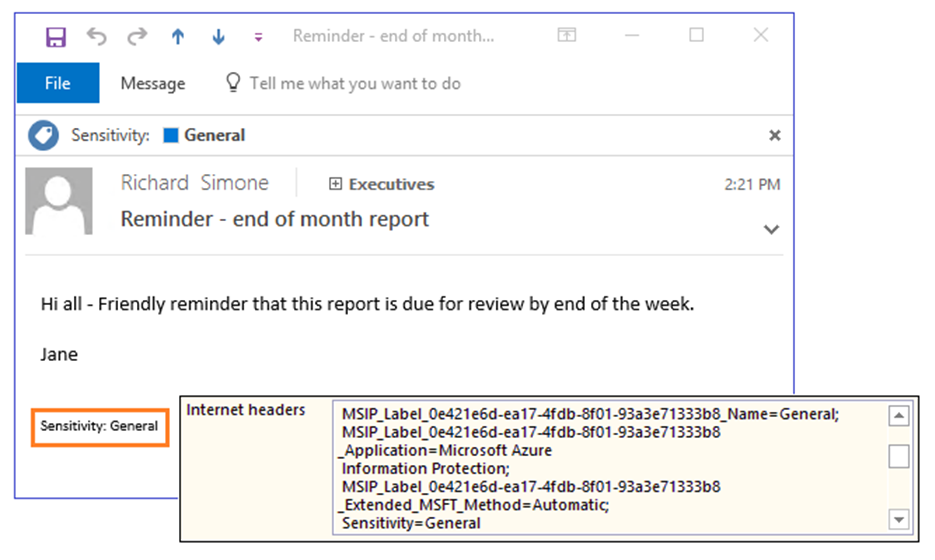 Reminder - end of month...
File Message Tell me what you want to do
Sensitivity: General
Richard Simone Executives 2:21 PM
Reminder - end of month report
Hi all - Friendly reminder that this report is due for review by end of the week.
Jane
Sensitivity: General
Internet headers
MSIP_Label_0e421e6d-ea17-4fdb-8f01-93a3e71333b8_Name=General;
MSIP_Label_0e421e6d-ea17-4fdb-8f01-93a3e71333b8
_Application=Microsoft Azure
Information Protection;
MSIP_Label_0e421e6d-ea17-4fdb-8f01-93a3e71333b8
_Extended_MSFT_Method=Automatic;
Sensitivity=General